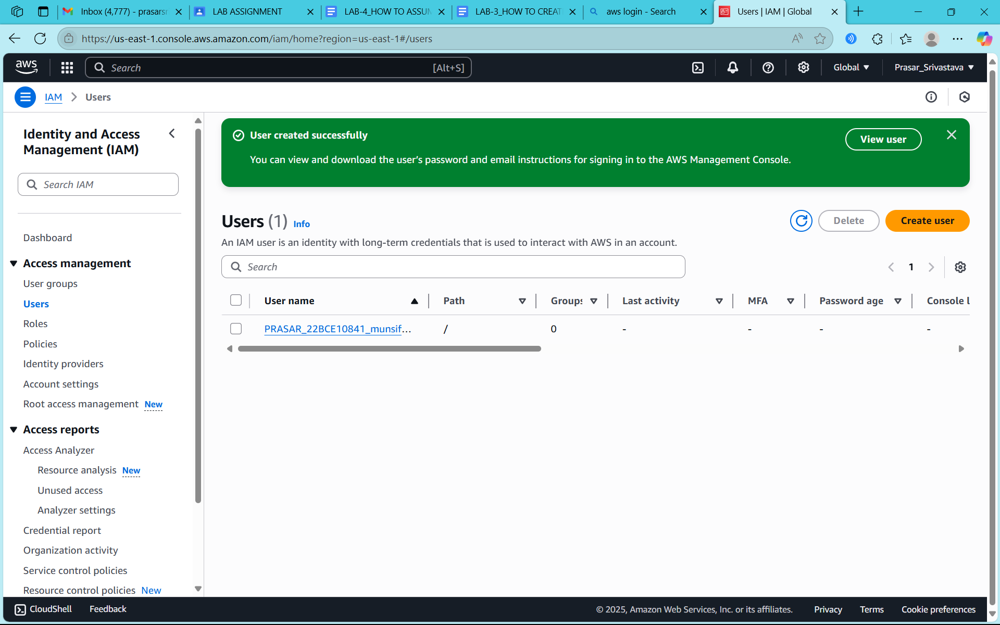 Inbox (4,777) - prasarsr
LAB ASSIGNMENT
LAB-4_HOW TO ASSUM
LAB-3_HOW TO CREAT
aws login - Search
Users | IAM | Global
https://us-east-1.console.aws.amazon.com/iam/home?region=us-east-1#/users
aws
Search
[Alt+S]
Global
Prasar_Srivastava
IAM > Users
Identity and Access Management (IAM)
Search IAM
Dashboard
Access management
User groups
Users
Roles
Policies
Identity providers
Account settings
Root access management New
Access reports
Access Analyzer
Resource analysis New
Unused access
Analyzer settings
Credential report
Organization activity
Service control policies
Resource control policies New
User created successfully
View user
You can view and download the user's password and email instructions for signing in to the AWS Management Console.
Users (1) Info
Delete
Create user
An IAM user is an identity with long-term credentials that is used to interact with AWS in an account.
Search
1
User name
Path
Groups
Last activity
MFA
Password age
Console l
PRASAR_22BCE10841_munsif...
/
0
-
-
-
-
CloudShell
Feedback
© 2025, Amazon Web Services, Inc. or its affiliates.
Privacy
Terms
Cookie preferences